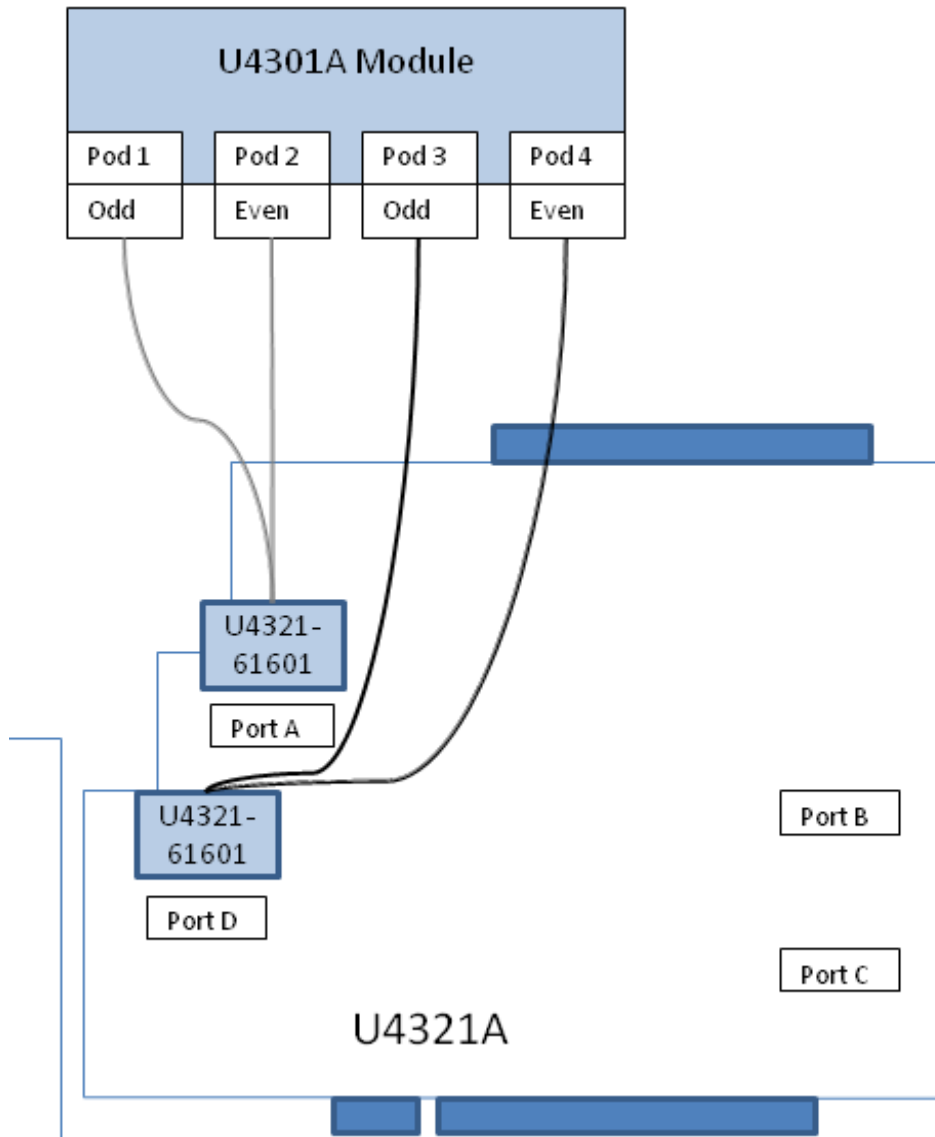 U4301A Module
Pod 1
Pod 2
Pod 3
Pod 4
Odd
Even
Odd
Even
U4321-
61601
Port A
U4321-
61601
Port B
Port D
Port C
U4321A